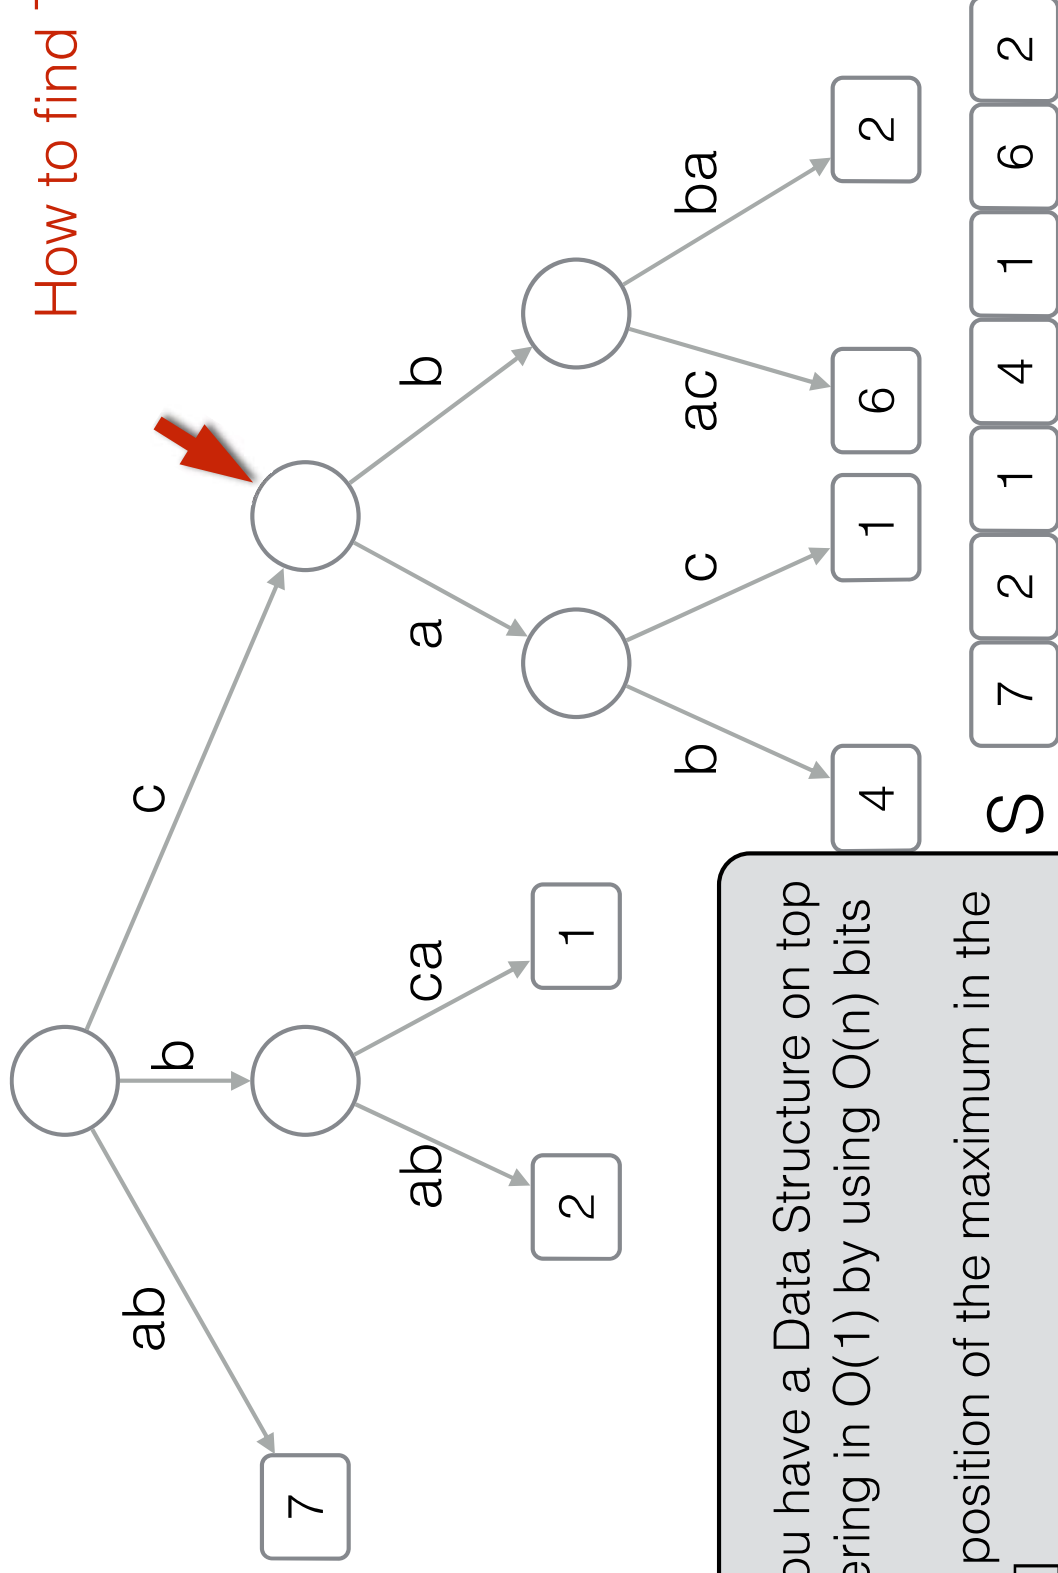 How to find
c
b
ab
b
a
ab
ca
b
c
ac
ba
7
2
1
4
1
6
2
S 7 2 1 4 1 6 2
have a Data Structure on top
in O(1) by using O(n) bits
position of the maximum in the